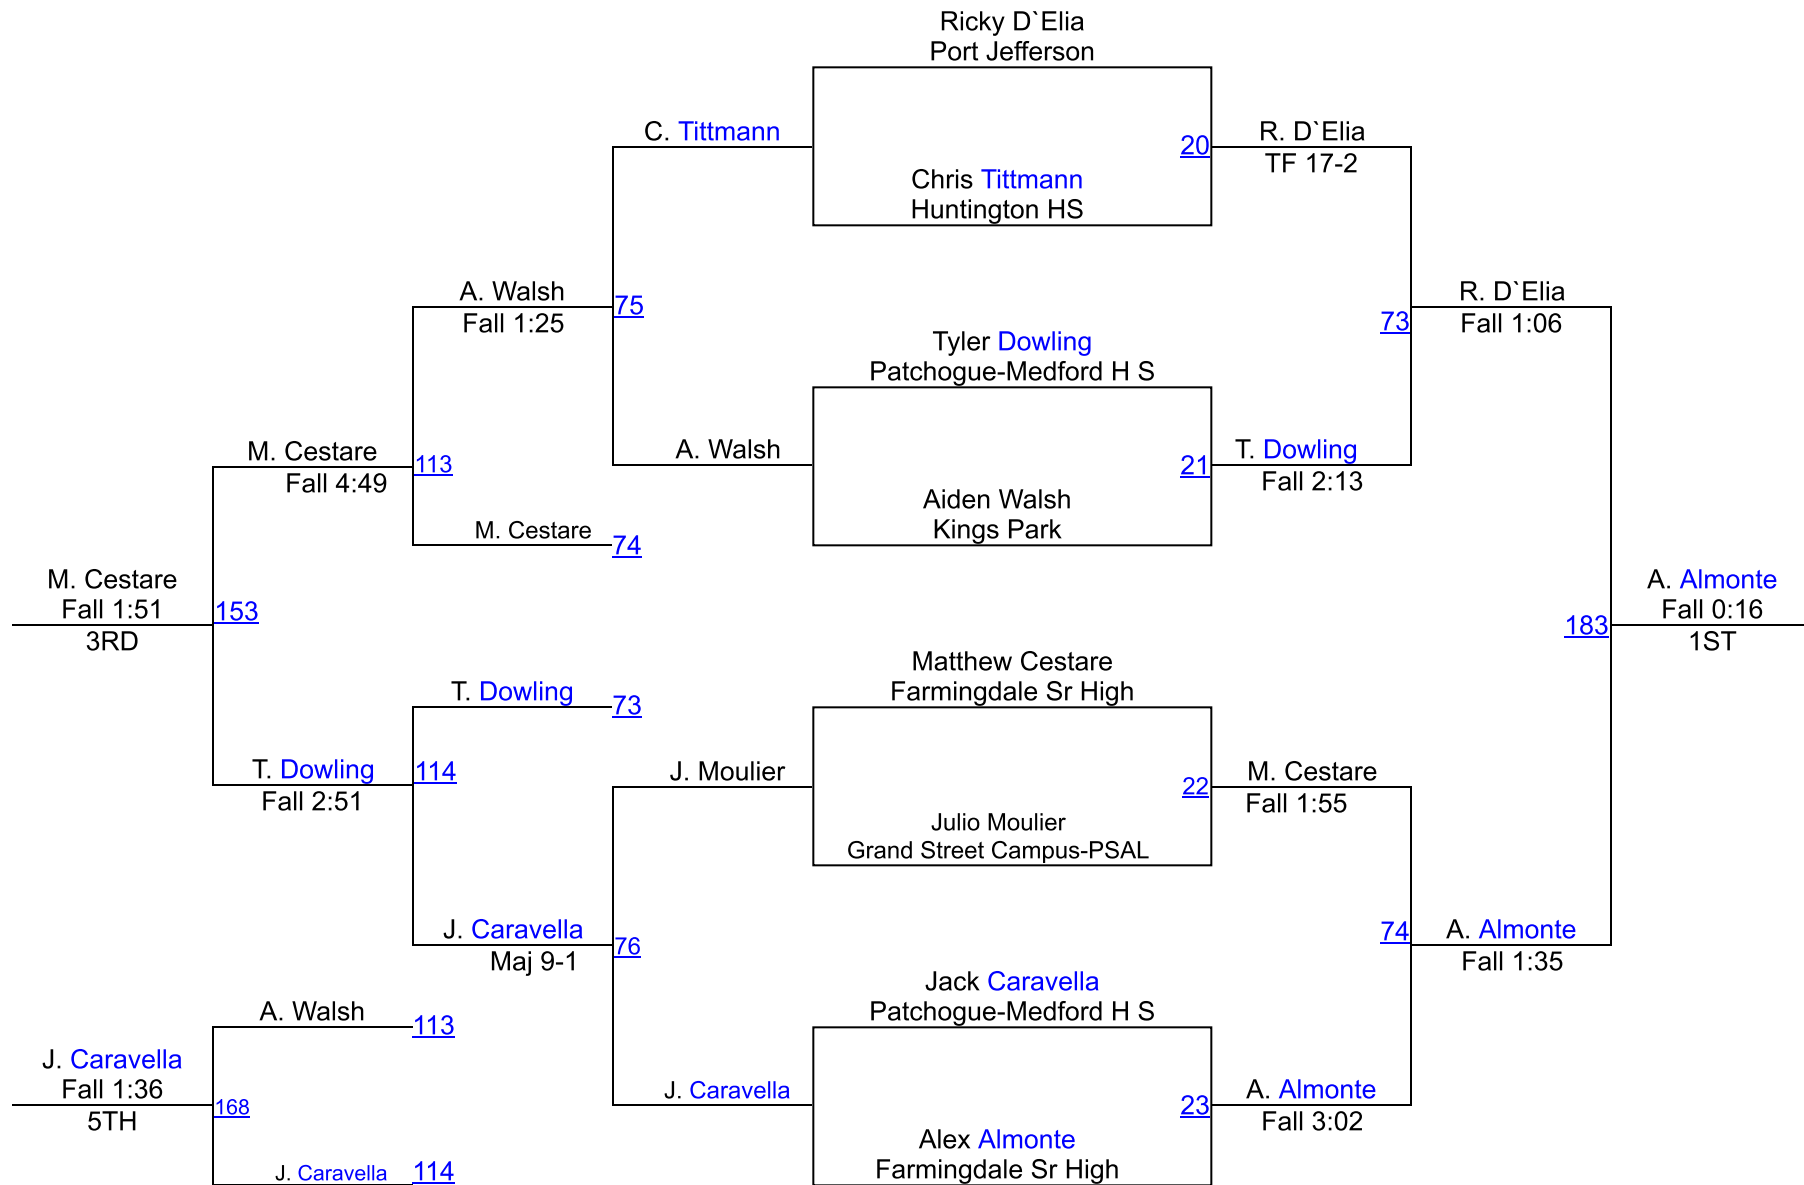 Ricky D`Elia
Port Jefferson
C. Tittmann
20
R. D`Elia
TF 17-2
Chris Tittmann
Huntington HS
A. Walsh
Fall 1:25
75
R. D`Elia
Fall 1:06
73
Tyler Dowling
Patchogue-Medford H S
M. Cestare
Fall 4:49
113
A. Walsh
21
T. Dowling
Fall 2:13
Aiden Walsh
Kings Park
M. Cestare
74
M. Cestare
Fall 1:51
3RD
153
A. Almonte
Fall 0:16
1ST
183
Matthew Cestare
Farmingdale Sr High
T. Dowling
73
T. Dowling
Fall 2:51
114
J. Moulier
22
M. Cestare
Fall 1:55
Julio Moulier
Grand Street Campus-PSAL
J. Caravella
Maj 9-1
76
74
A. Almonte
Fall 1:35
Jack Caravella
Patchogue-Medford H S
A. Walsh
113
J. Caravella
Fall 1:36
5TH
168
J. Caravella
23
A. Almonte
Fall 3:02
Alex Almonte
Farmingdale Sr High
J. Caravella
114